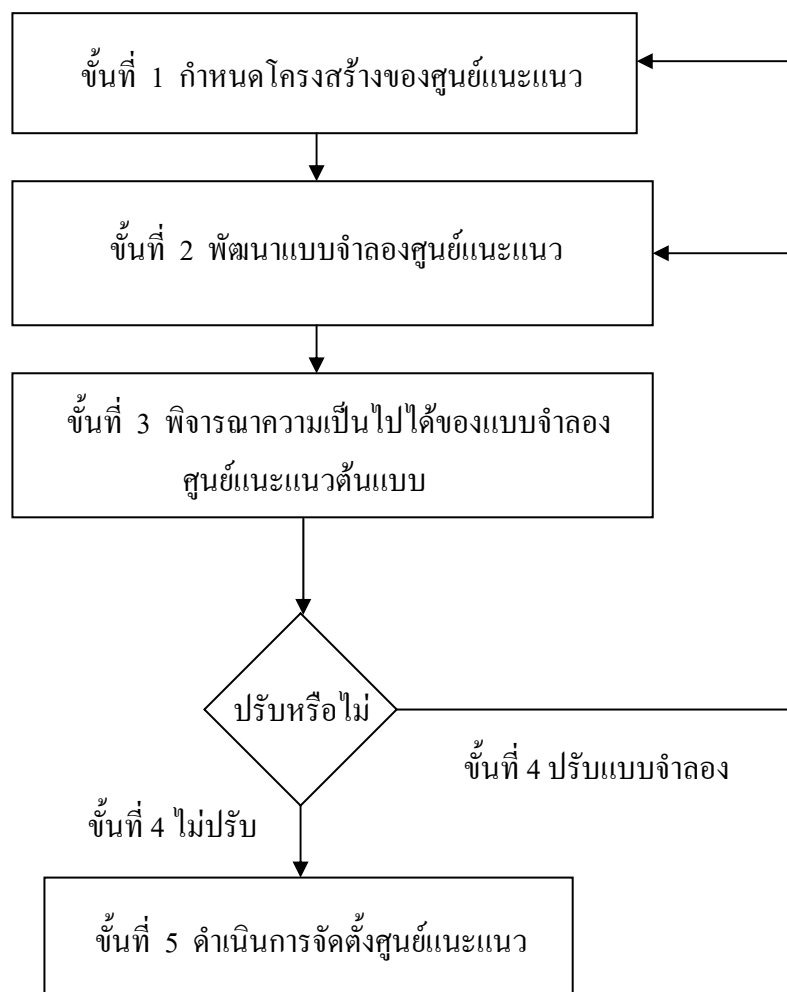 ขั้นที่ 1 กำหนดโครงสร้างของศูนย์แนะแนว
ขั้นที่ 2 พัฒนาแบบจำลองศูนย์แนะแนว
ขั้นที่ 3 พิจารณาความเป็นไปได้ของแบบจำลอง
ศูนย์แนะแนวต้นแบบ
ปรับหรือไม่
ขั้นที่ 4 ปรับแบบจำลอง
ขั้นที่ 4 ไม่ปรับ
ขั้นที่ 5 ดำเนินการจัดตั้งศูนย์แนะแนว